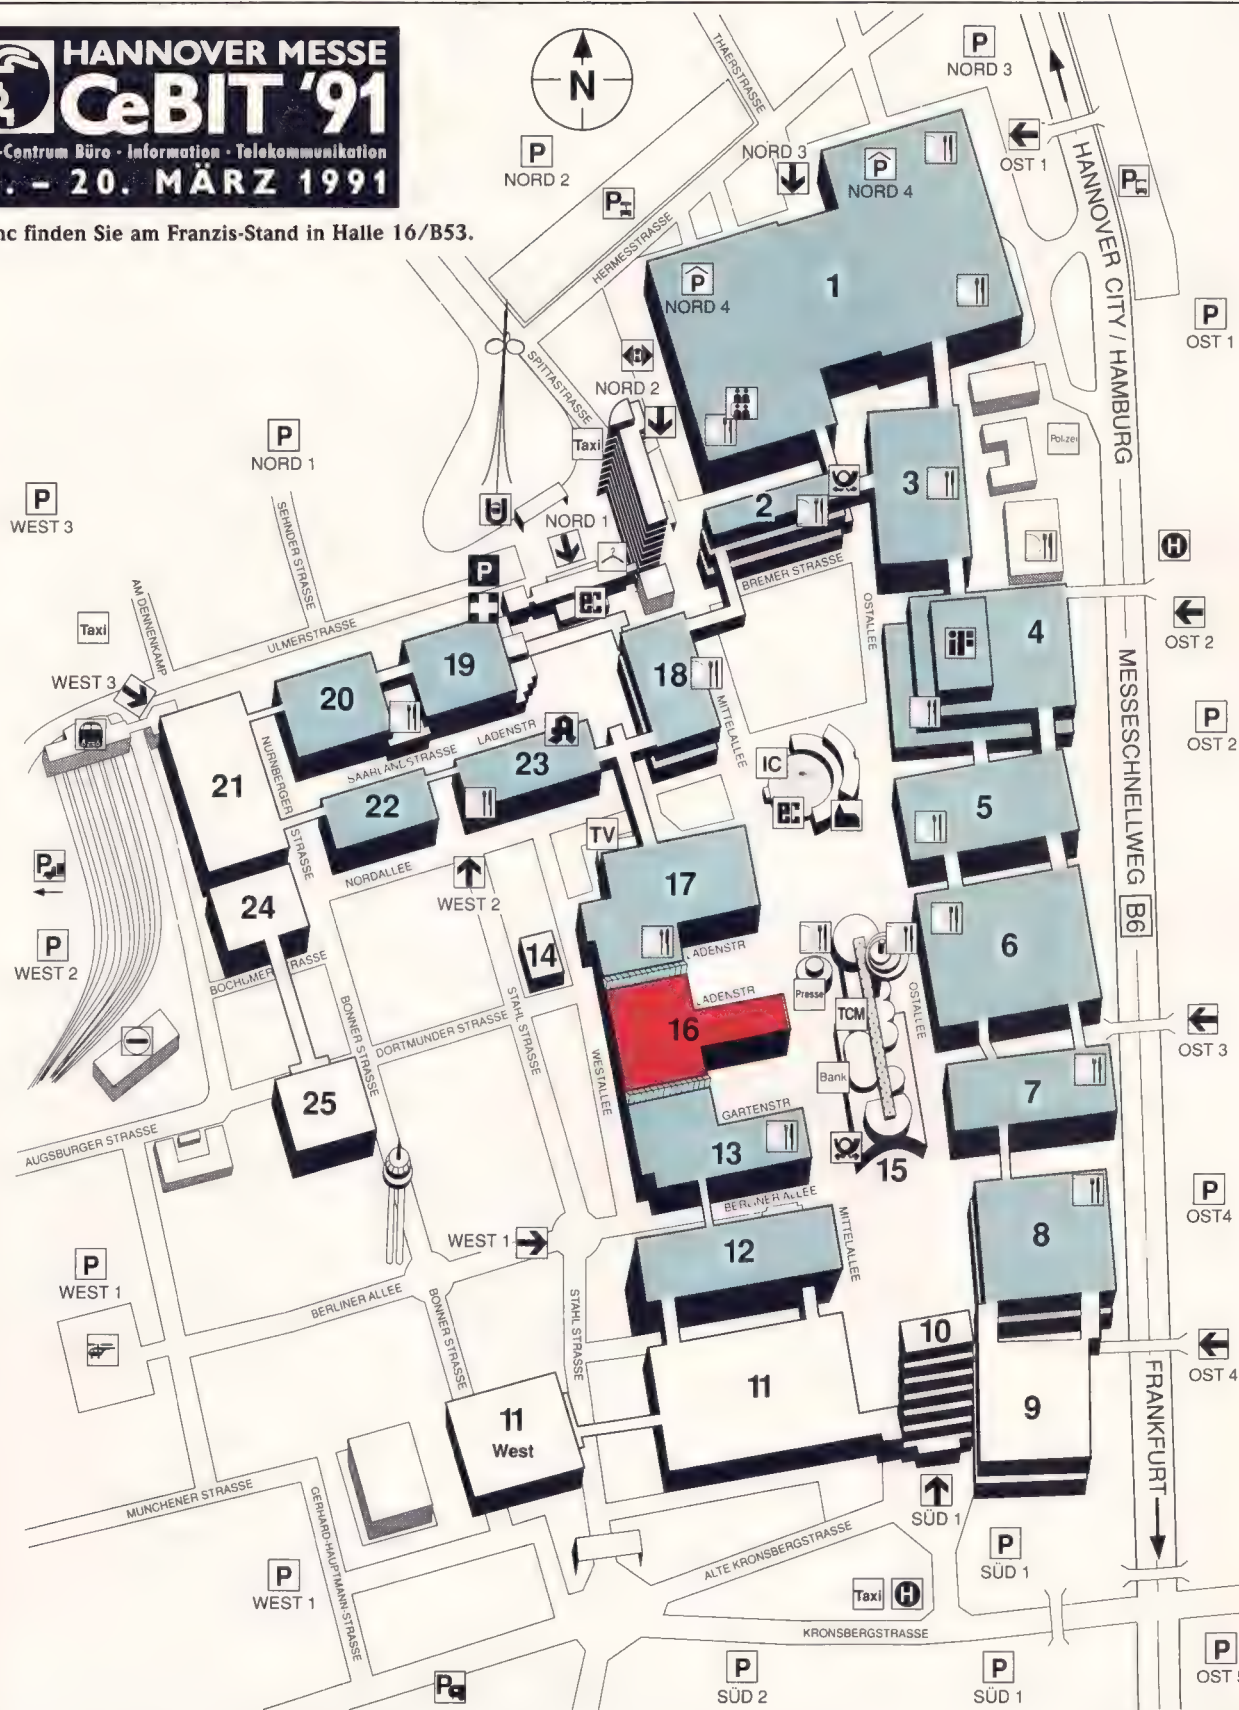 HANNOVER MESSE
CeBIT '91
-Centrum Büro · Information · Telekommunikation
. – 20. MÄRZ 1991
nc finden Sie am Franzis-Stand in Halle 16/B53.
N
THAERSTRASSE
P
NORD 3
P
NORD 2
NORD 3
P
NORD 4
OST 1
P
HERMESSTRASSE
P
NORD 4
1
HANNOVER CITY / HAMBURG
P
P
OST 1
SPITTASTRASSE
NORD 2
Taxi
Polizei
P
NORD 1
P
WEST 3
SEHNDER STRASSE
U
NORD 1
2
3
H
P
BREMER STRASSE
OSTALLEE
AM DENNENKAMP
Taxi
ULMERSTRASSE
OST 2
4
19
18
20
WEST 3
MITTELALLEE
P
OST 2
MESSESCHNELLWEG
B6
NÜRNBERGER STRASSE
SAARLANDSTRASSE
LADENSTR
23
IC
21
22
5
TV
P
NORDALLEE
WEST 2
17
24
6
14
P
WEST 2
BOCHUMER STRASSE
LADENSTR
LADENSTR
Presse
TCM
OSTALLEE
BONNER STRASSE
DORTMUNDER STRASSE
STAHL STRASSE
16
WESTALLEE
Bank
OST 3
7
25
GARTENSTR
AUGSBURGER STRASSE
13
15
BERLINER ALLEE
P
OST4
WEST 1
12
MITTELALLEE
8
P
WEST 1
BERLINER ALLEE
BONNER STRASSE
STAHL STRASSE
10
OST 4
11
11
West
9
FRANKFURT
MÜNCHENER STRASSE
GERHARD-HAUPTMANN-STRASSE
SÜD 1
ALTE KRONSBERGSTRASSE
P
SÜD 1
P
WEST 1
Taxi
H
KRONSBERGSTRASSE
P
P
SÜD 2
P
SÜD 1
P
OST 5